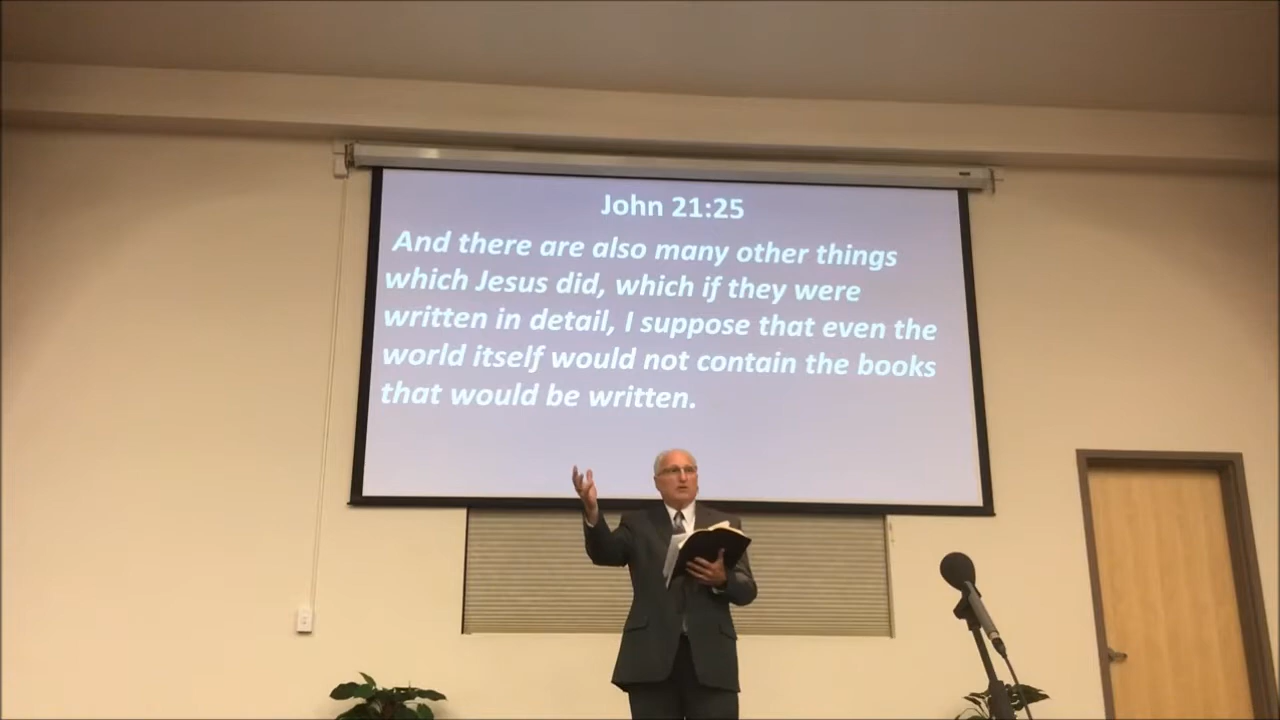 John 21:25
And there are also many other things
which Jesus did, which if they were
written in detail, I suppose that even the
world itself would not contain the books
that would be written.